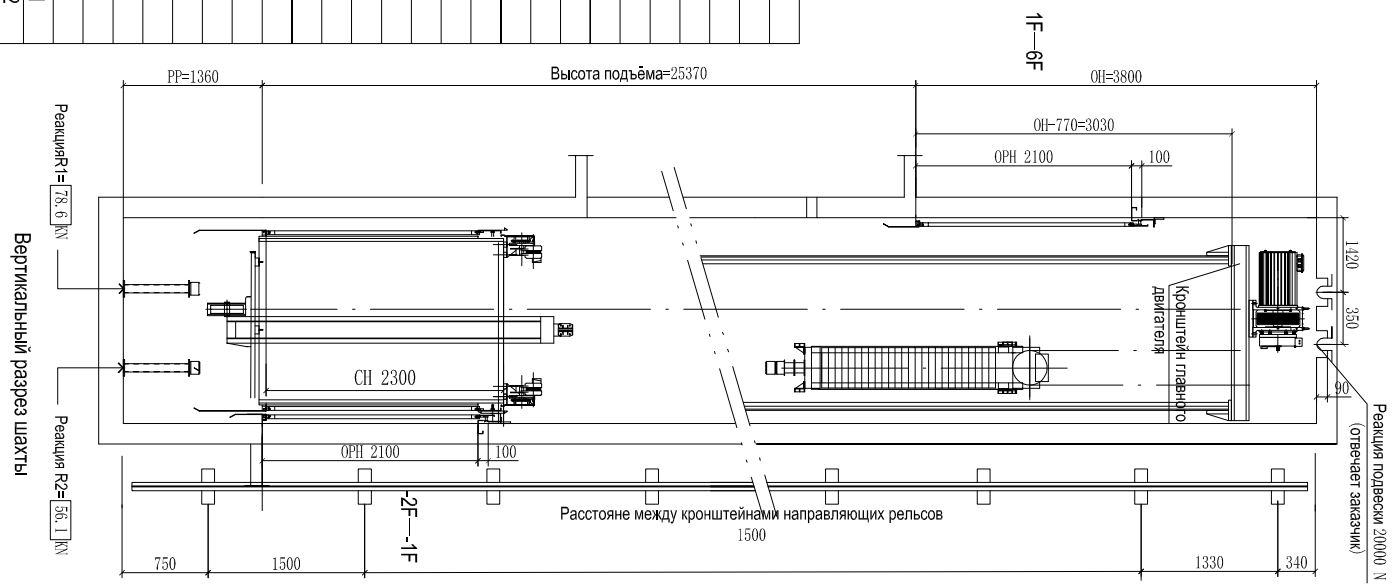 1F—6F
PP=1360
Высота подъёма=25370
OH=3800
OH-770=3030
OPH 2100
100
РеакцияR1= 78.6 KN
1420
350
90
Кронштейн главного
двигателя
CH 2300
Вертикальный разрез шахты
Реакция R2= 56.1 KN
Реакция подвески 20000 N
(отвечает заказчик)
OPH 2100
100
-2F—-1F
Расстояне между кронштейнами направляющих рельсов
1500
750
1500
1330
340